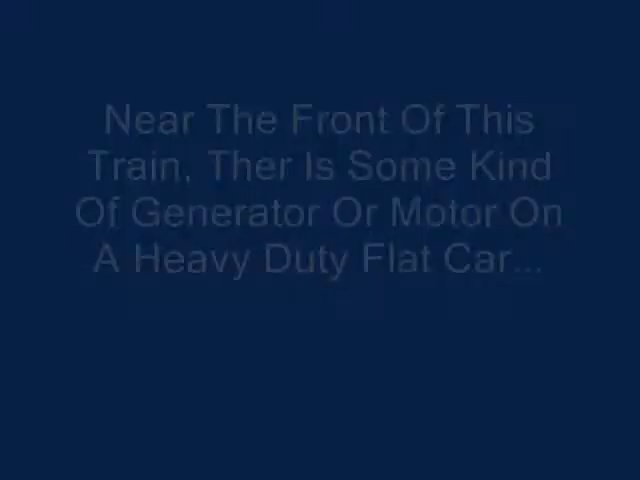 Near The Front Of This
Train, Ther Is Some Kind
Of Generator Or Motor On
A Heavy Duty Flat Car...